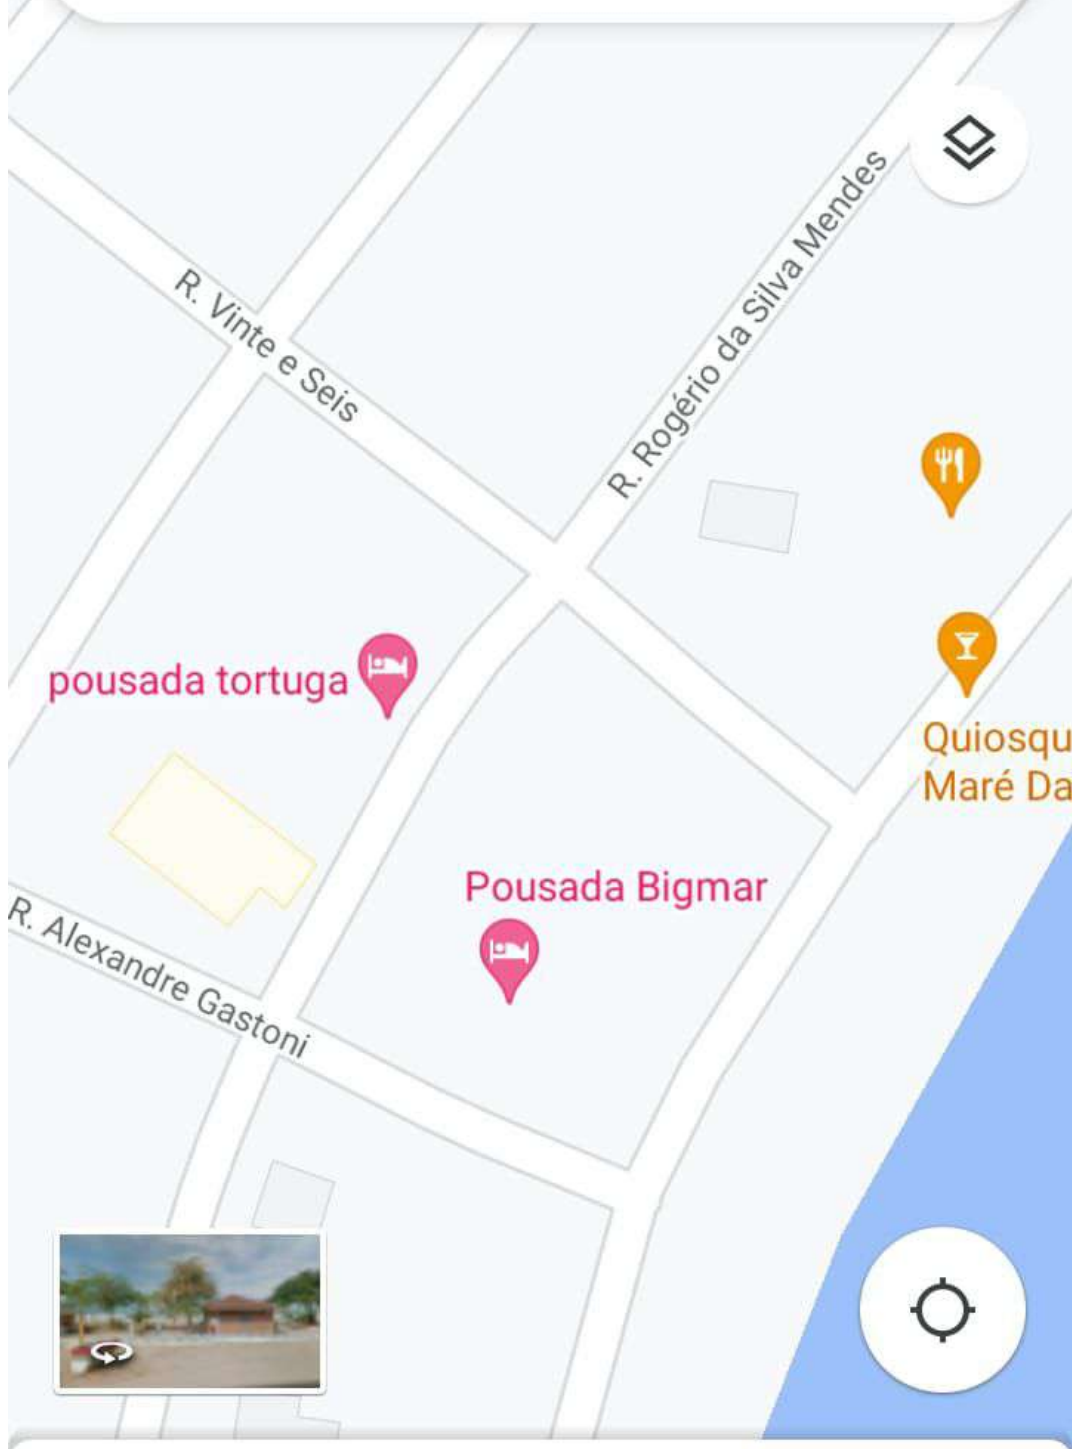 R. Rogério da Silva Mendes
R. Vinte e Seis
pousada tortuga
Quiosqu
Maré Da
Pousada Bigmar
R. Alexandre Gastoni